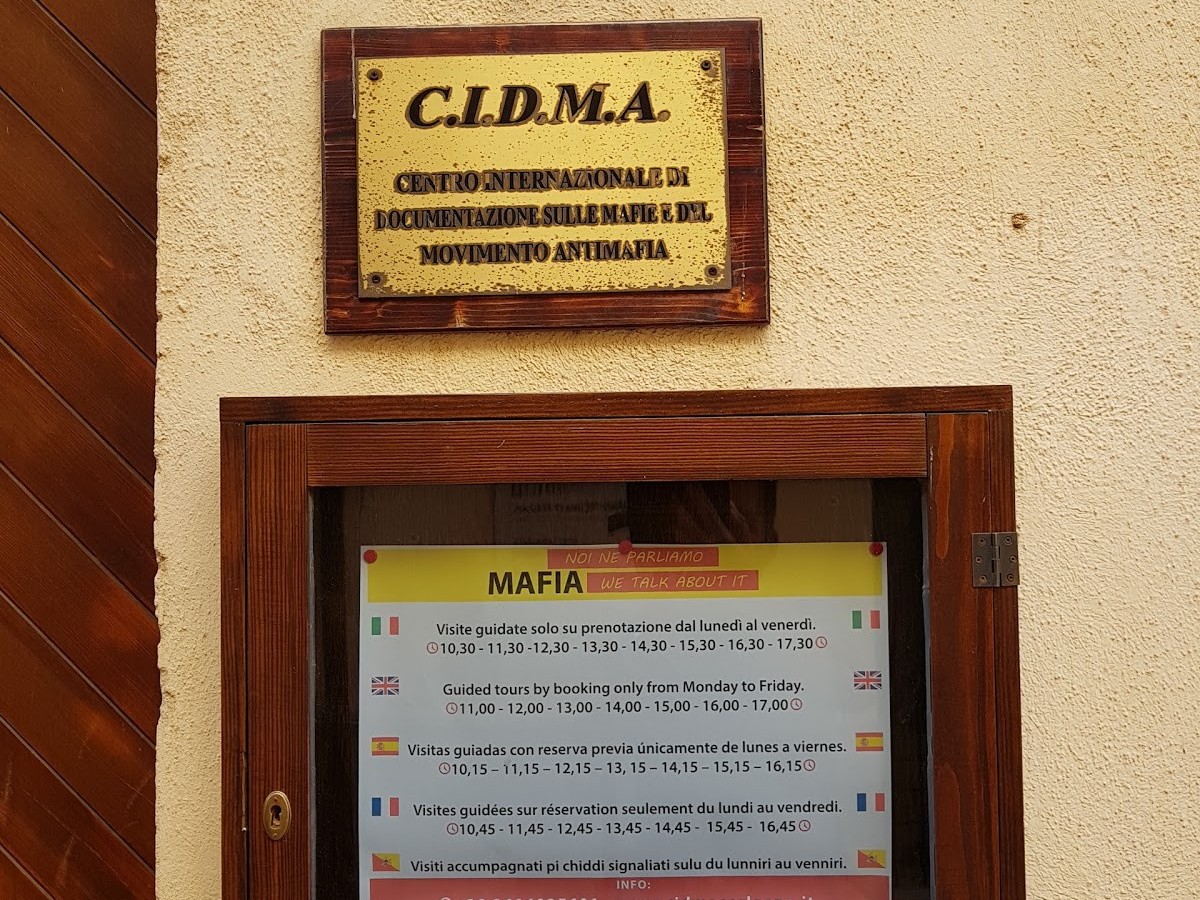 C.I.D.M.A.
CENTRO INTERNAZIONALE DI
DOCUMENTAZIONE SULLE MAFIE E DEL
MOVIMENTO ANTIMAFIA
NOI NE PARLIAMO
MAFIA WE TALK ABOUT IT
Visite guidate solo su prenotazione dal lunedì al venerdì.
10,30 - 11,30 -12,30 - 13,30 - 14,30 - 15,30 - 16,30 - 17,30
Guided tours by booking only from Monday to Friday.
11,00 - 12,00 - 13,00 - 14,00 - 15,00 - 16,00 - 17,00
Visitas guiadas con reserva previa únicamente de lunes a viernes.
10,15 – 11,15 – 12,15 – 13, 15 – 14,15 – 15,15 – 16,15
Visites guidées sur réservation seulement du lundi au vendredi.
10,45 - 11,45 - 12,45 - 13,45 - 14,45 - 15,45 - 16,45
Visiti accumpagnati pi chiddi signaliati sulu du lunniri au venniri.
INFO: